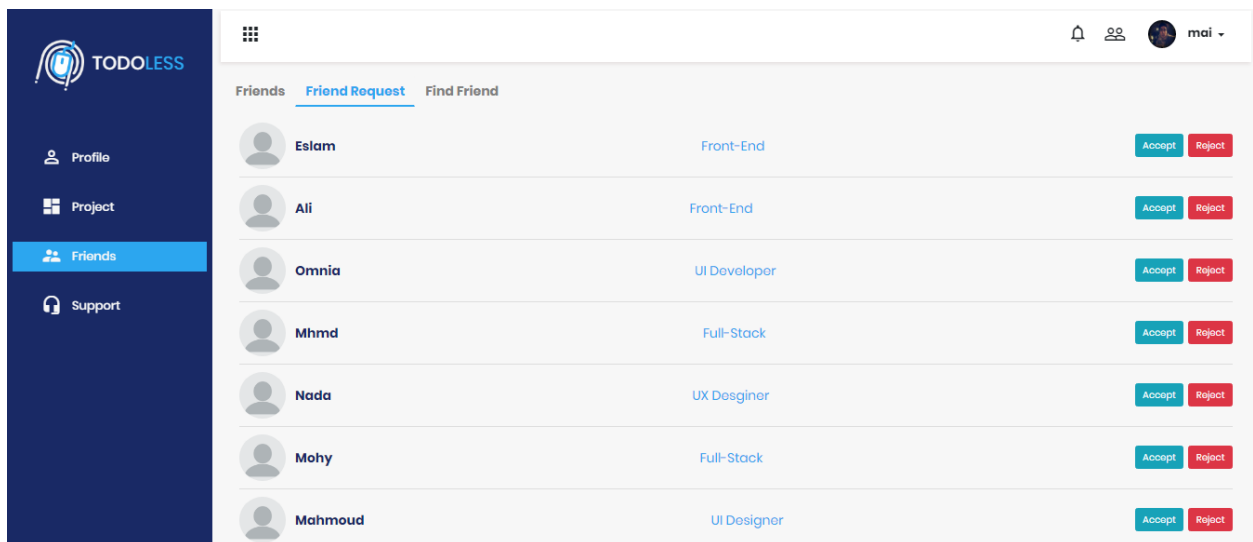 TODOLESS
mai
Profile
Project
Friends
Support
Friends Friend Request Find Friend
Eslam Front-End Accept Reject
Ali Front-End Accept Reject
Omnia UI Developer Accept Reject
Mhmd Full-Stack Accept Reject
Nada UX Desginer Accept Reject
Mohy Full-Stack Accept Reject
Mahmoud UI Designer Accept Reject